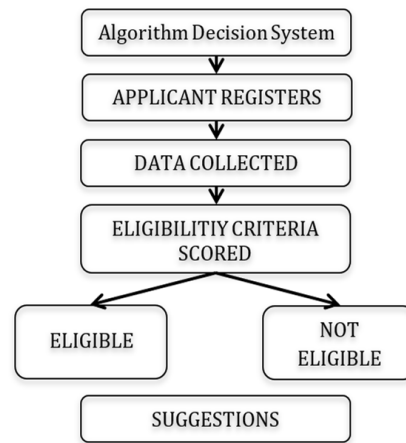 Algorithm Decision System
APPLICANT REGISTERS
DATA COLLECTED
ELIGIBILITIY CRITERIA
SCORED
ELIGIBLE
NOT
ELIGIBLE
SUGGESTIONS